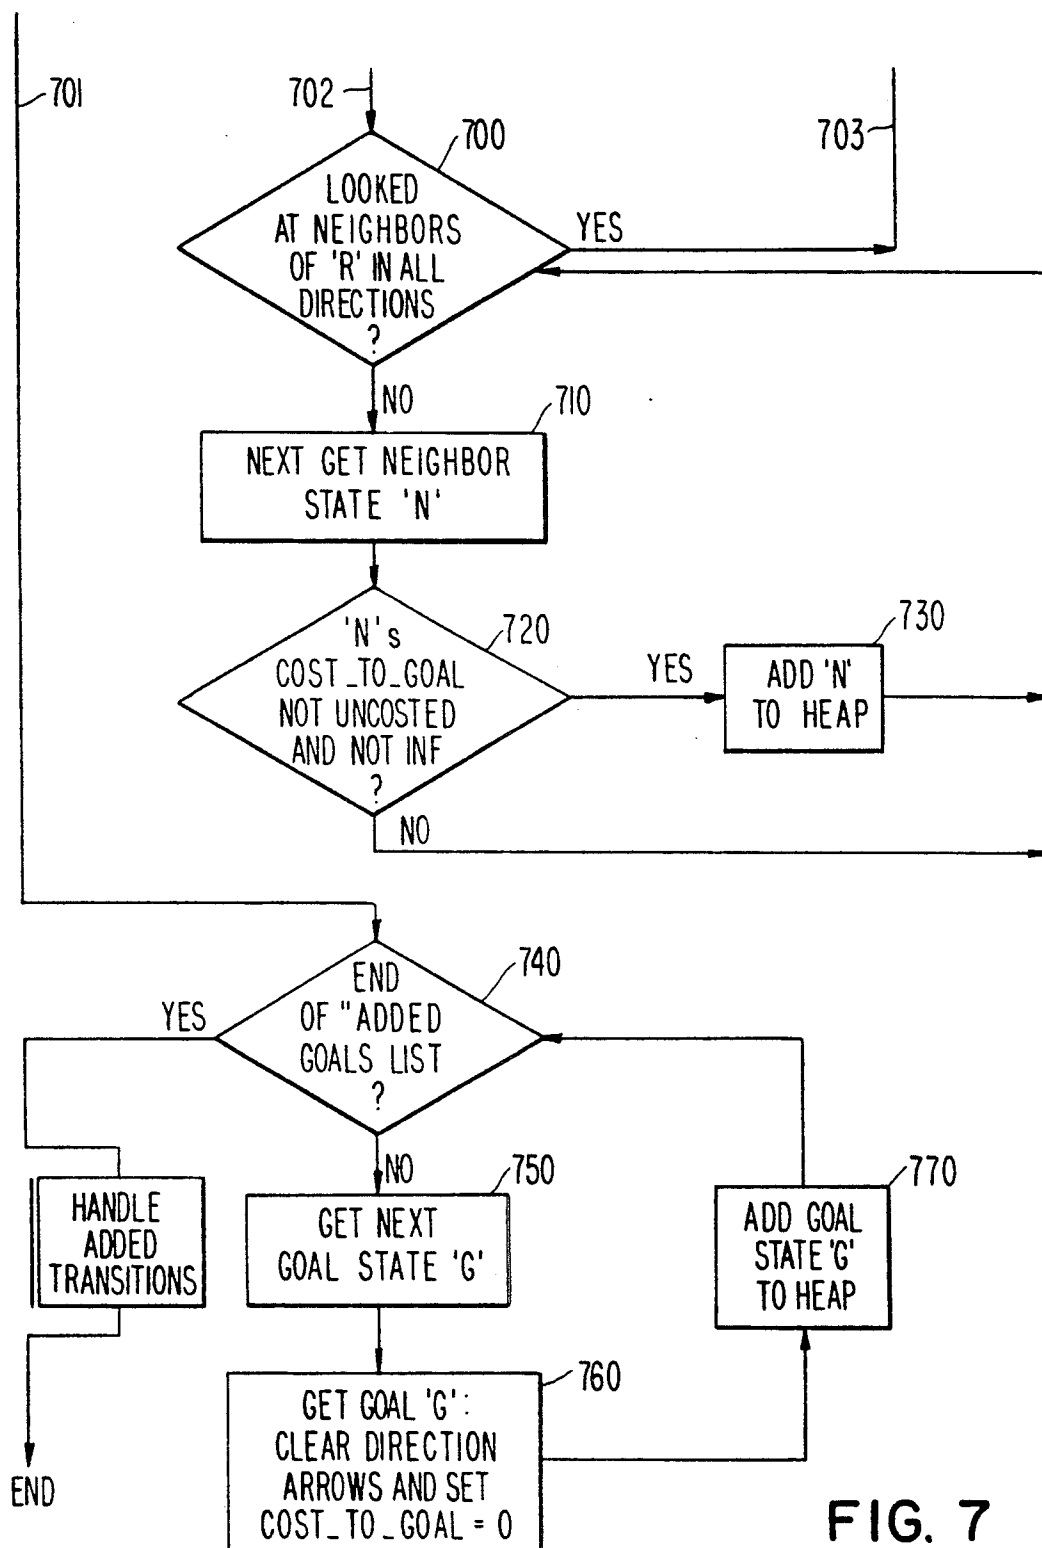 701
702
703
700
LOOKED
AT NEIGHBORS
OF 'R' IN ALL
DIRECTIONS
?
YES
NO
710
NEXT GET NEIGHBOR
STATE 'N'
720
'N's
COST_TO_GOAL
NOT UNCOSTED
AND NOT INF
?
YES
NO
730
ADD 'N'
TO HEAP
740
END
OF "ADDED
GOALS LIST
?
YES
NO
HANDLE
ADDED
TRANSITIONS
END
750
GET NEXT
GOAL STATE 'G'
760
GET GOAL 'G':
CLEAR DIRECTION
ARROWS AND SET
COST_TO_GOAL = 0
770
ADD GOAL
STATE 'G'
TO HEAP
FIG. 7